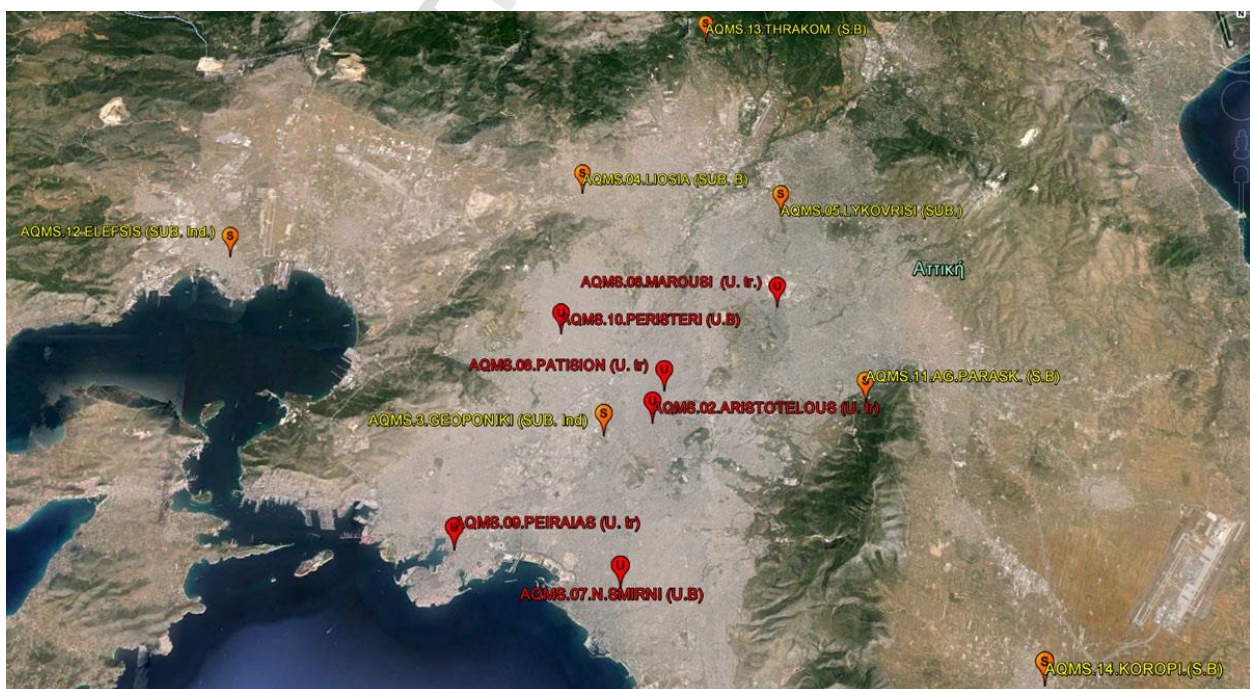 N
AQMS.13.THRAKOM. (S.B)
S
AQMS.04.LIOSIA (SUB. B)
S
AQMS.05.LYKOVRISI (SUB.)
AQMS.12 ELEFSIS (SUB. Ind.)
S
Αττική
AQMS.06.MAROUSI (U. tr.)
U
U
AQMS.10.PERISTERI (U.B)
AQMS.08.PATISION (U. tr)
U
AQMS.11.AG.PARASK. (S.B)
U
AQMS.02.ARISTOTELOUS (U. tr)
AQMS.3.GEOPONIKI (SUB. Ind)
S
U
AQMS.09.PEIRAIAS (U. tr)
U
AQMS.07.N.SMIRNI (U.B)
S
AQMS.14.KOROPI.(S.B)